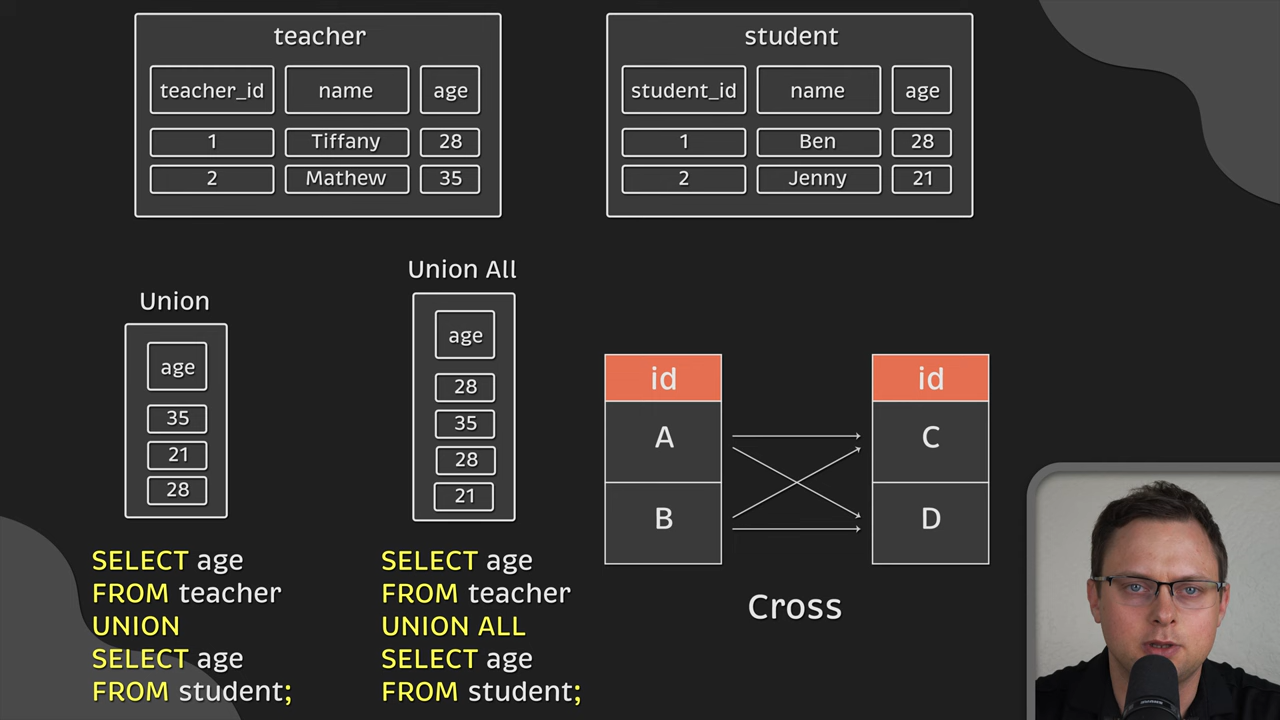 teacher
teacher_id name age
1 Tiffany 28
2 Mathew 35
student
student_id name age
1 Ben 28
2 Jenny 21
Union
age
35
21
28
SELECT age
FROM teacher
UNION
SELECT age
FROM student;
Union All
age
28
35
28
21
SELECT age
FROM teacher
UNION ALL
SELECT age
FROM student;
id id
A C
B D
Cross